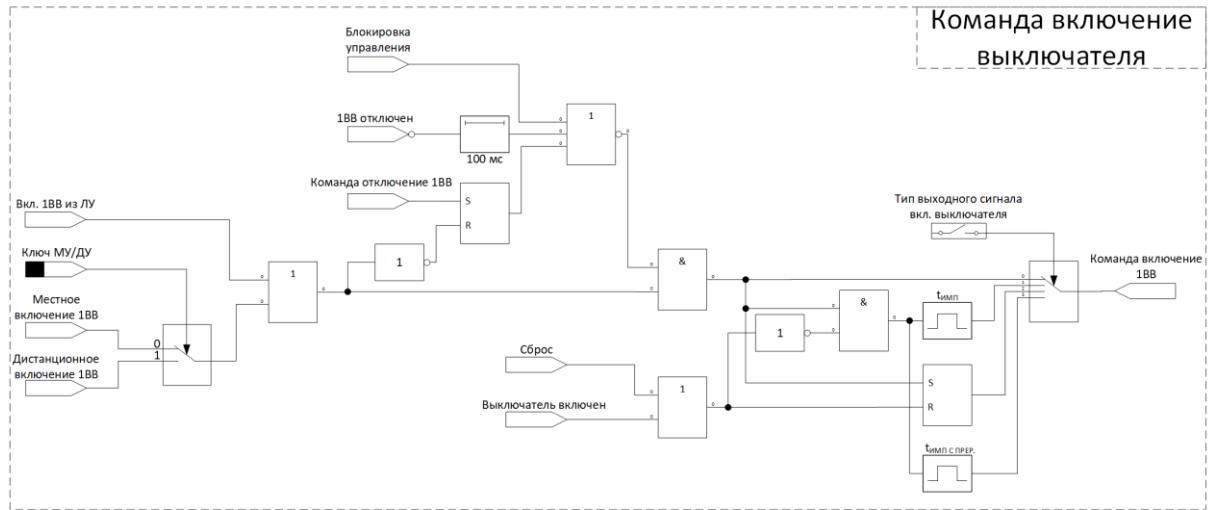 Команда включение
выключателя
Блокировка
управления
1ВВ отключен
100 мс
1
Команда отключение 1ВВ
S
R
Вкл. 1ВВ из ЛУ
Ключ МУ/ДУ
Местное
включение 1ВВ
Дистанционное
включение 1ВВ
0
1
1
1
&
Тип выходного сигнала
вкл. выключателя
Команда включение
1ВВ
&
1
tимп
Сброс
Выключатель включен
1
S
R
tИМП С ПРЕР.